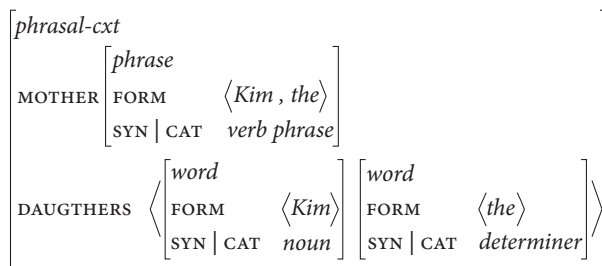 phrasal-cxt
phrase
MOTHER FORM ⟨Kim , the⟩
SYN | CAT verb phrase
word word
DAUGTHERS ⟨ FORM ⟨Kim⟩ FORM ⟨the⟩ ⟩
SYN | CAT noun SYN | CAT determiner